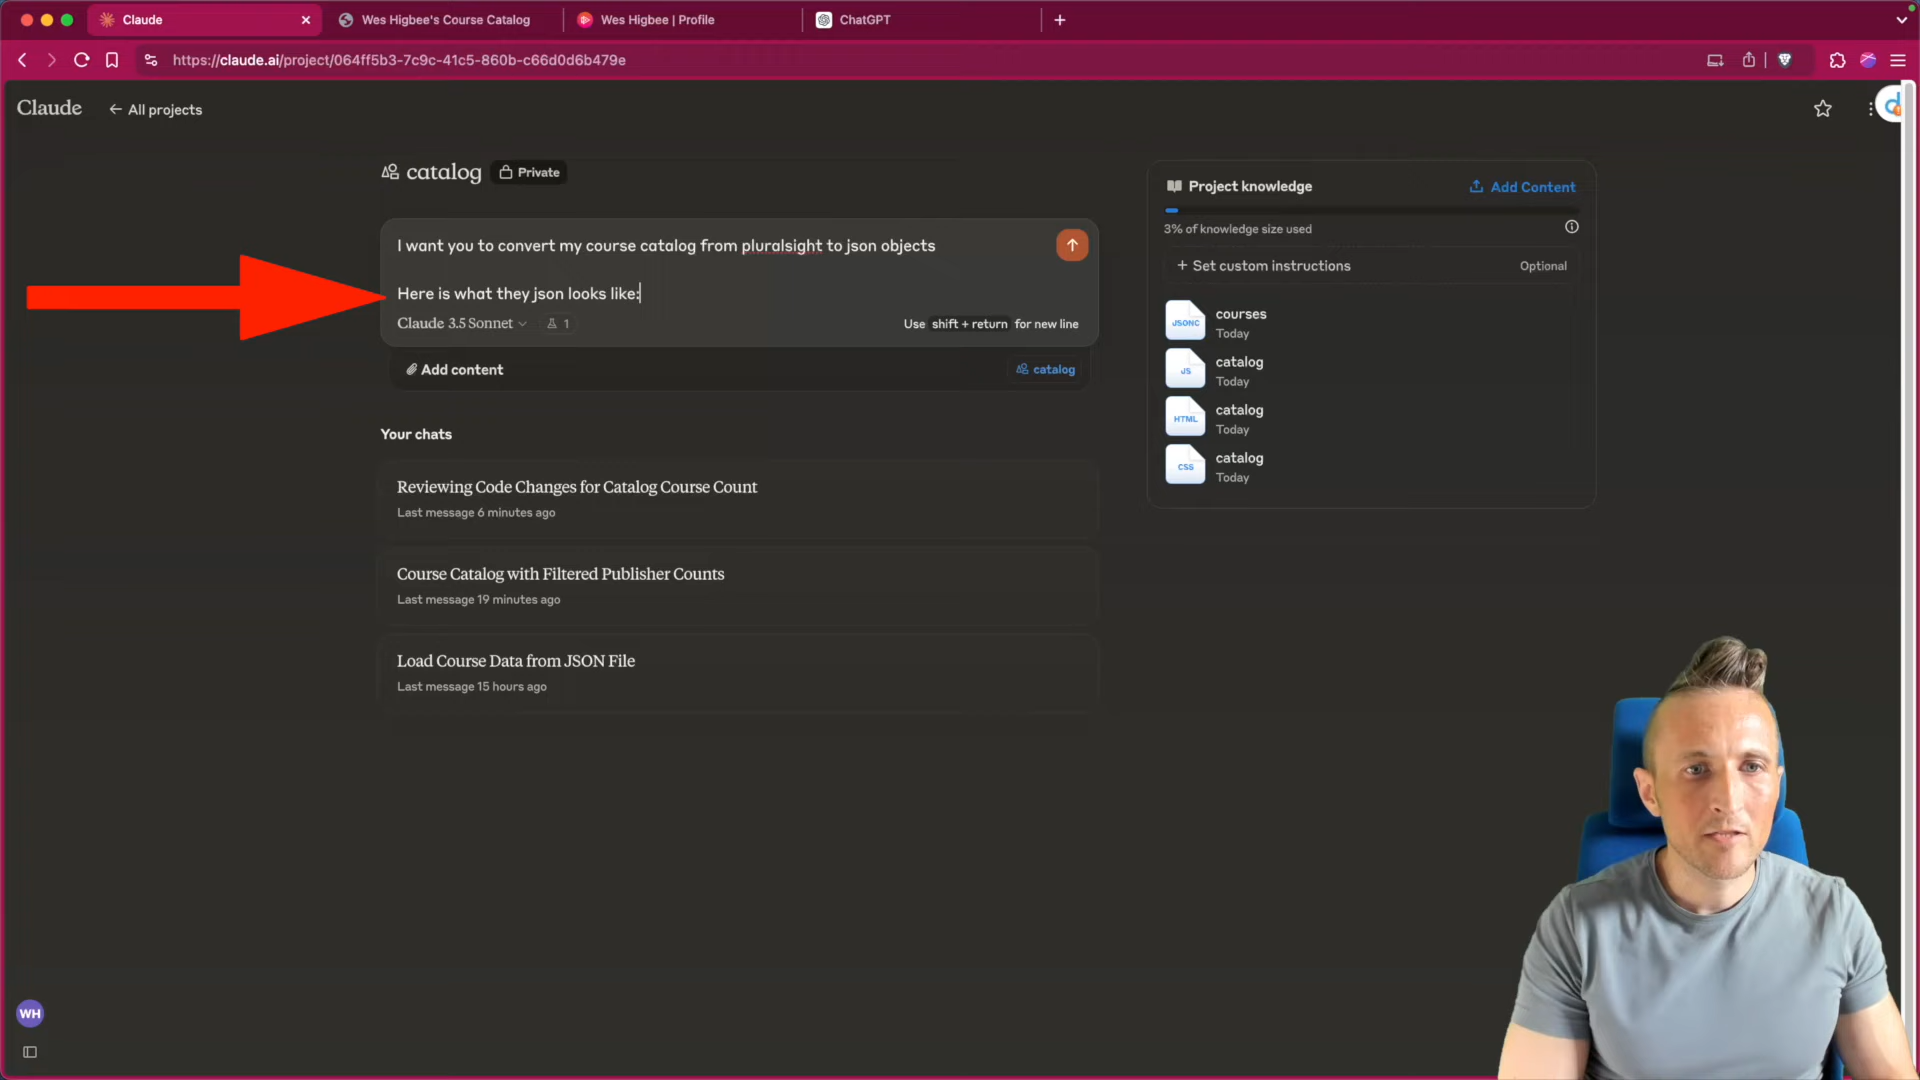 Claude
Wes Higbee's Course Catalog
Wes Higbee | Profile
ChatGPT
https://claude.ai/project/064ff5b3-7c9c-41c5-860b-c66d0d6b479e
Claude
← All projects
catalog
Private
I want you to convert my course catalog from pluralsight to json objects
Here is what they json looks like:
Claude 3.5 Sonnet
1
Use shift + return for new line
Add content
catalog
Your chats
Reviewing Code Changes for Catalog Course Count
Last message 6 minutes ago
Course Catalog with Filtered Publisher Counts
Last message 19 minutes ago
Load Course Data from JSON File
Last message 15 hours ago
Project knowledge
Add Content
3% of knowledge size used
+ Set custom instructions
Optional
JSONC
courses
Today
JS
catalog
Today
HTML
catalog
Today
CSS
catalog
Today
WH